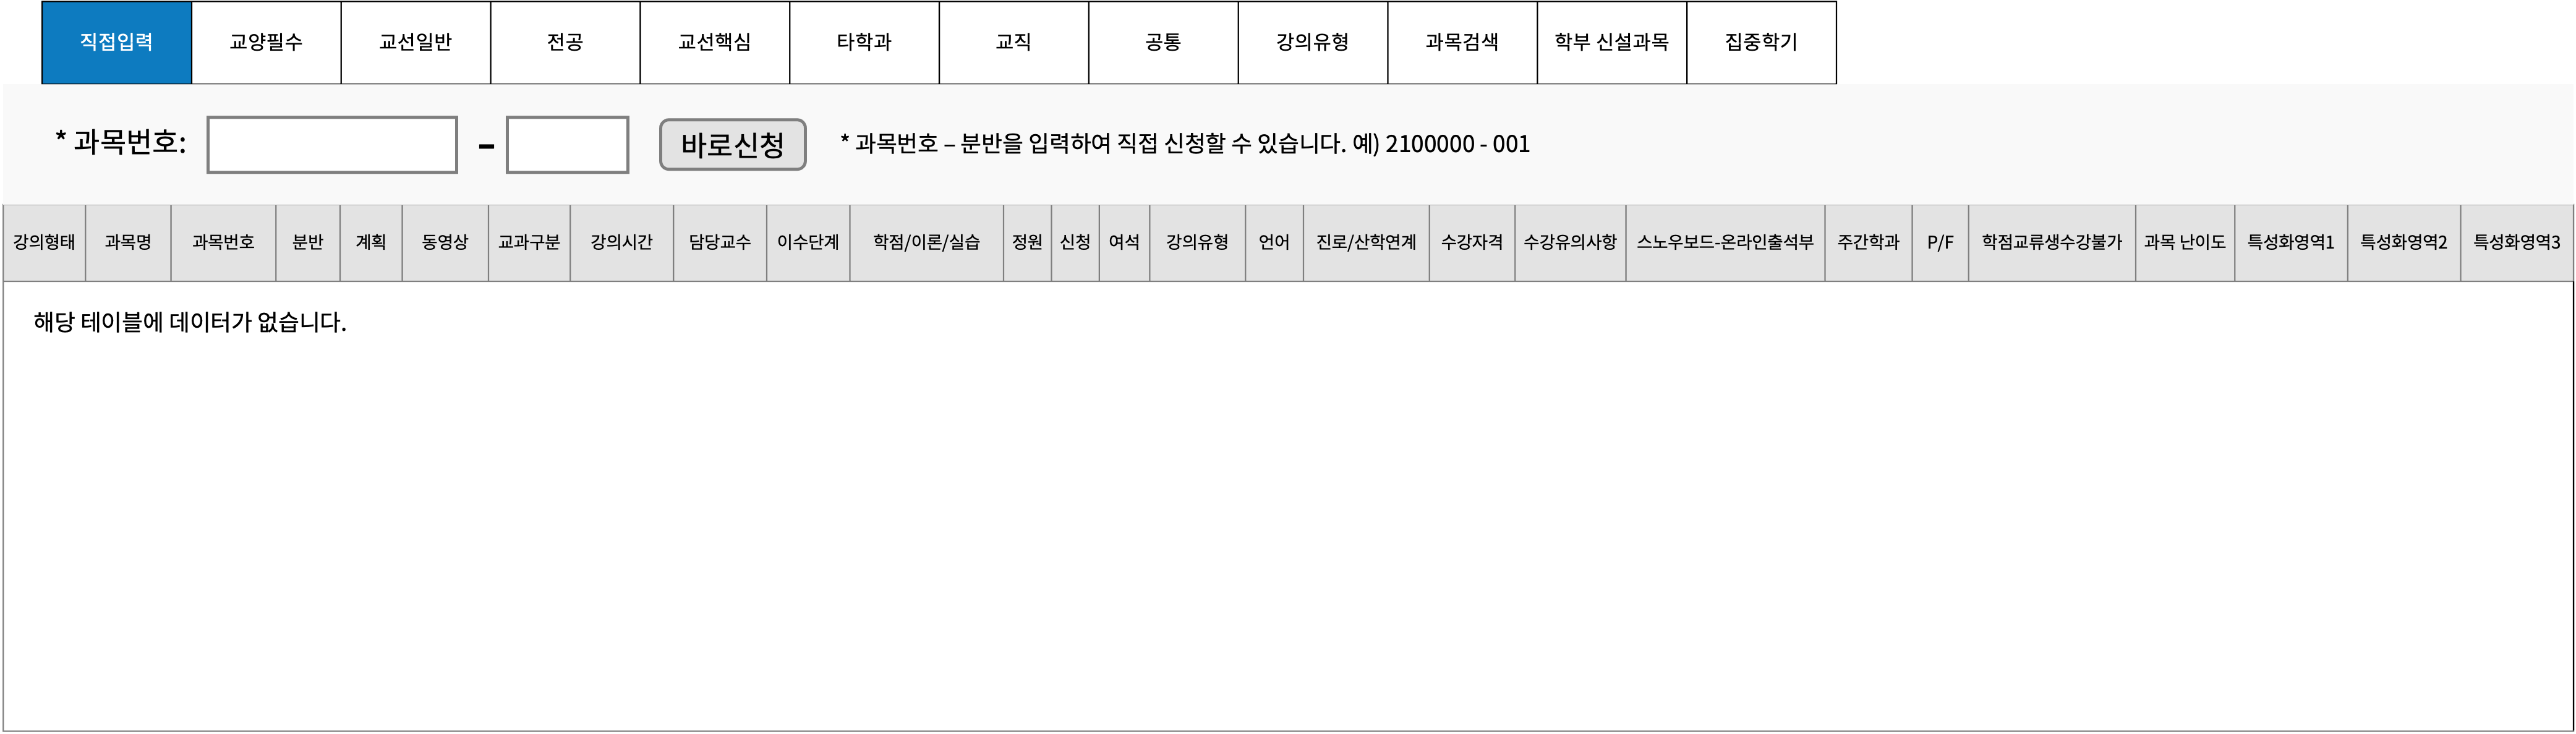 직접입력 교양필수 교선일반 전공 교선핵심 타학과 교직 공통 강의유형 과목검색 학부 신설과목 집중학기
* 과목번호: - 바로신청 * 과목번호 – 분반을 입력하여 직접 신청할 수 있습니다. 예) 2100000 - 001
강의형태 과목명 과목번호 분반 계획 동영상 교과구분 강의시간 담당교수 이수단계 학점/이론/실습 정원 신청 여석 강의유형 언어 진로/산학연계 수강자격 수강유의사항 스노우보드-온라인출석부 주간학과 P/F 학점교류생수강불가 과목 난이도 특성화영역1 특성화영역2 특성화영역3
해당 테이블에 데이터가 없습니다.